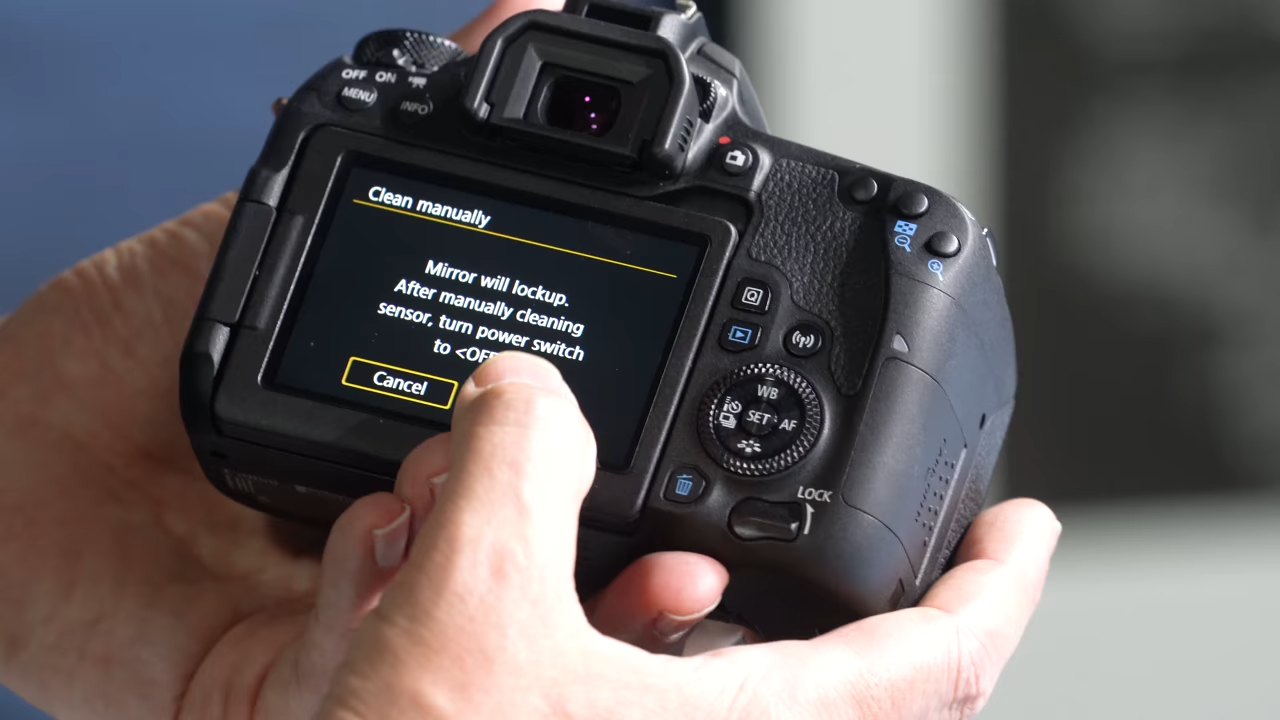 OFF ON
MENU
INFO
Clean manually
Mirror will lockup.
After manually cleaning
sensor, turn power switch
to <OFF
Cancel
Q
WB
SET
AF
LOCK